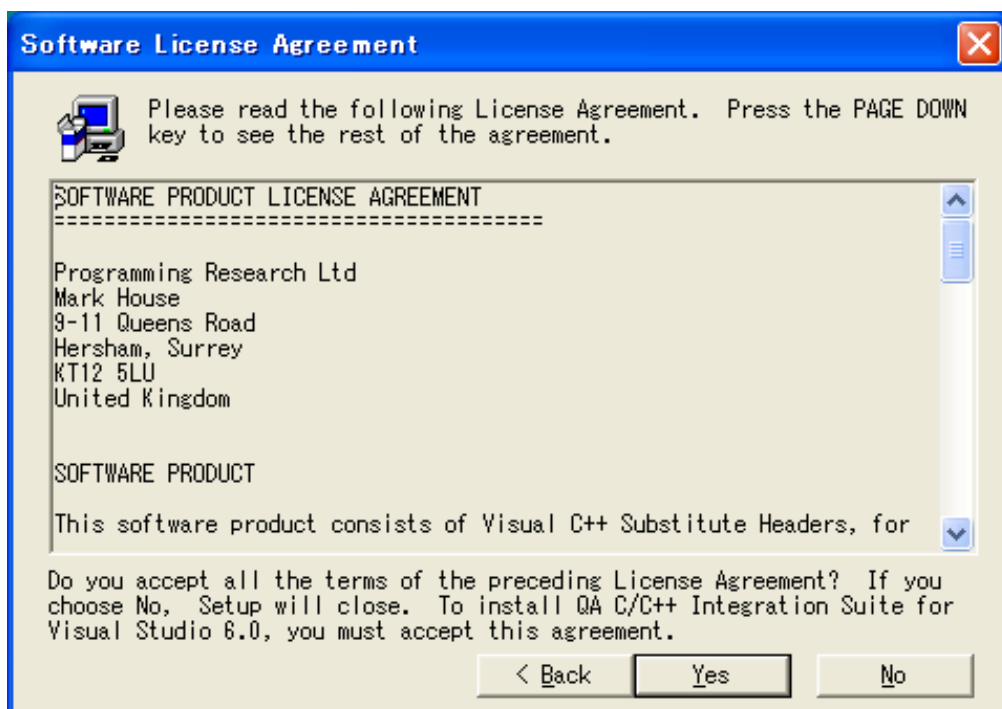 Software License Agreement
Please read the following License Agreement.  Press the PAGE DOWN
key to see the rest of the agreement.
SOFTWARE PRODUCT LICENSE AGREEMENT
========================================
Programming Research Ltd
Mark House
9-11 Queens Road
Hersham, Surrey
KT12 5LU
United Kingdom
SOFTWARE PRODUCT
This software product consists of Visual C++ Substitute Headers, for
Do you accept all the terms of the preceding License Agreement?  If you
choose No,  Setup will close.  To install QA C/C++ Integration Suite for
Visual Studio 6.0, you must accept this agreement.
< Back
Yes
No